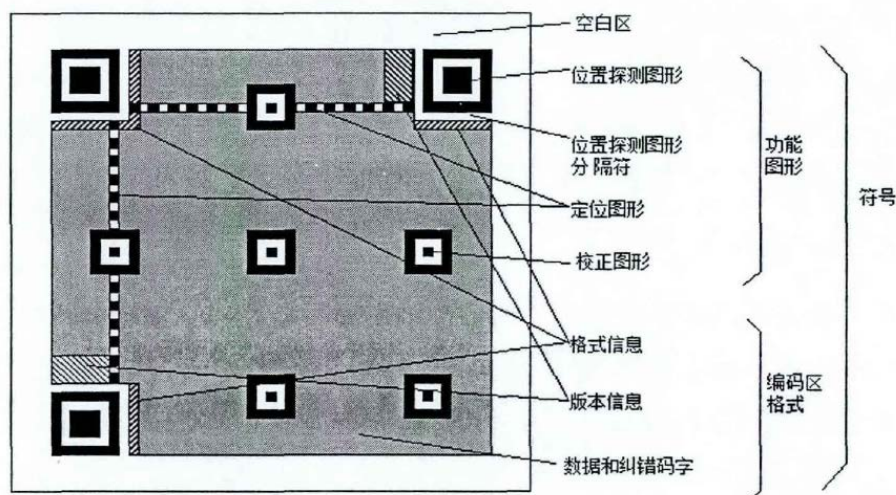 空白区
位置探测图形
位置探测图形
分隔符
功能
图形
符号
定位图形
校正图形
格式信息
编码区
格式
版本信息
数据和纠错码字